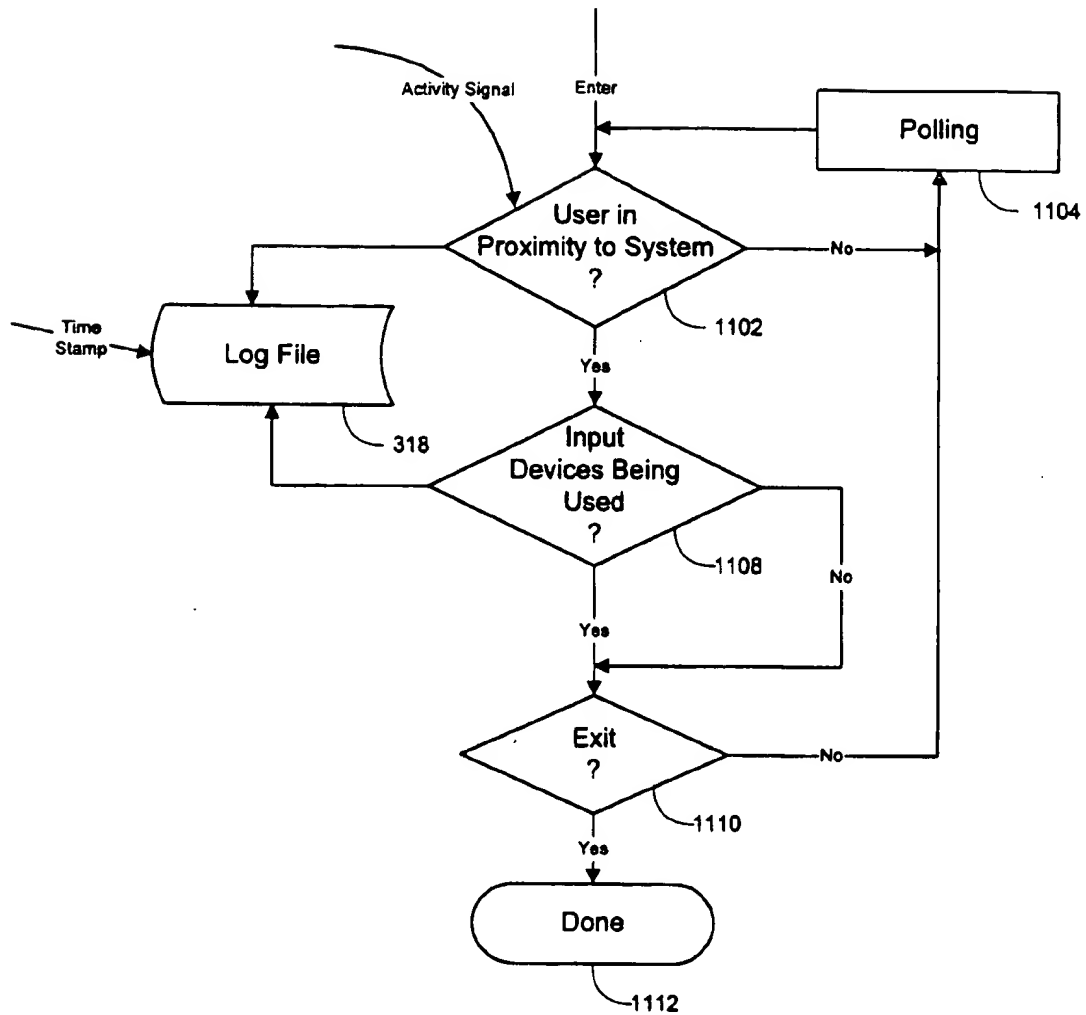 Activity Signal
Enter
Polling
1104
User in
Proximity to System
?
No
1102
Time
Stamp
Log File
318
Yes
Input
Devices Being
Used
?
1108
No
Yes
Exit
?
No
1110
Yes
Done
1112